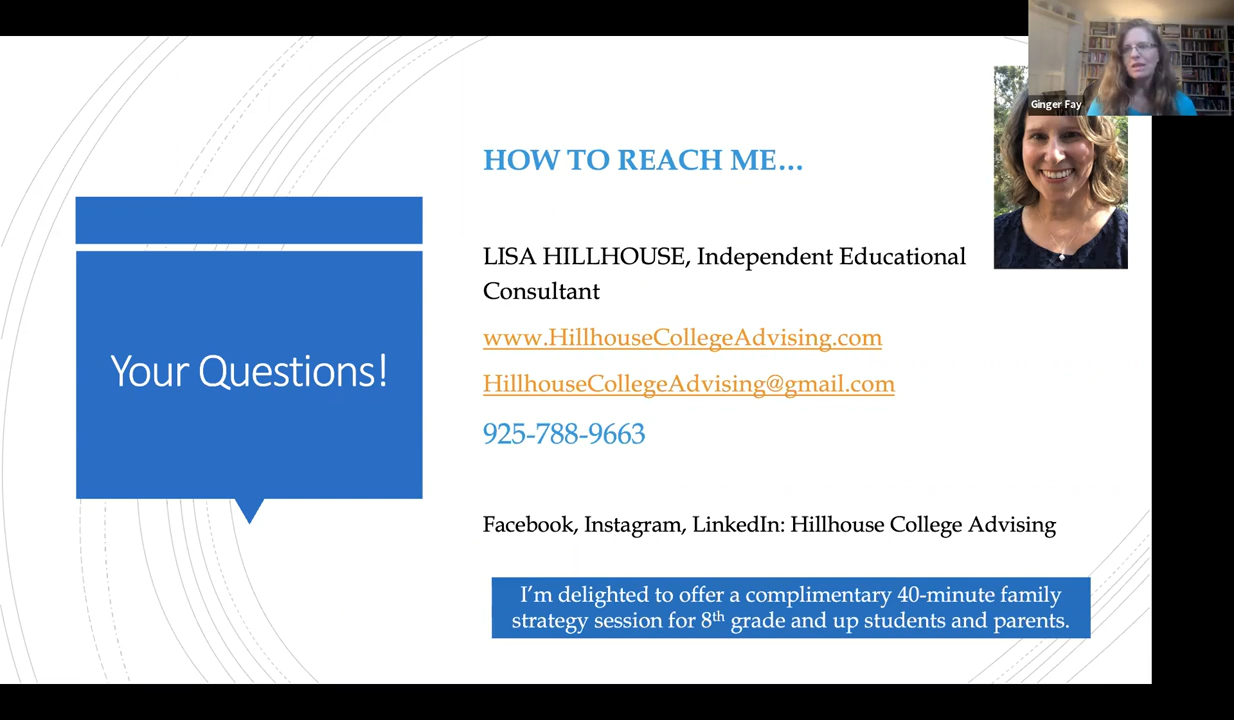 Ginger Fay
HOW TO REACH ME...
LISA HILLHOUSE, Independent Educational
Consultant
www.HillhouseCollegeAdvising.com
HillhouseCollegeAdvising@gmail.com
925-788-9663
Your Questions!
Facebook, Instagram, LinkedIn: Hillhouse College Advising
I’m delighted to offer a complimentary 40-minute family
strategy session for 8th grade and up students and parents.